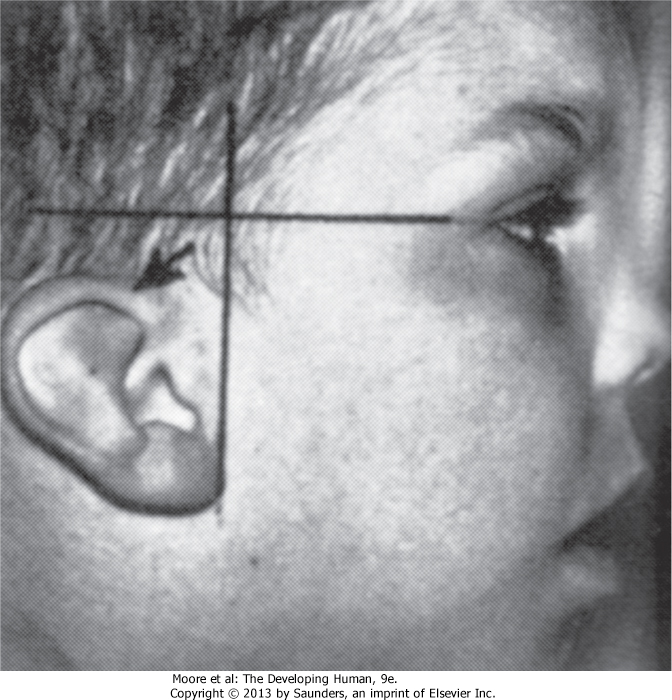 Moore et al: The Developing Human, 9e.
Copyright © 2013 by Saunders, an imprint of Elsevier Inc.